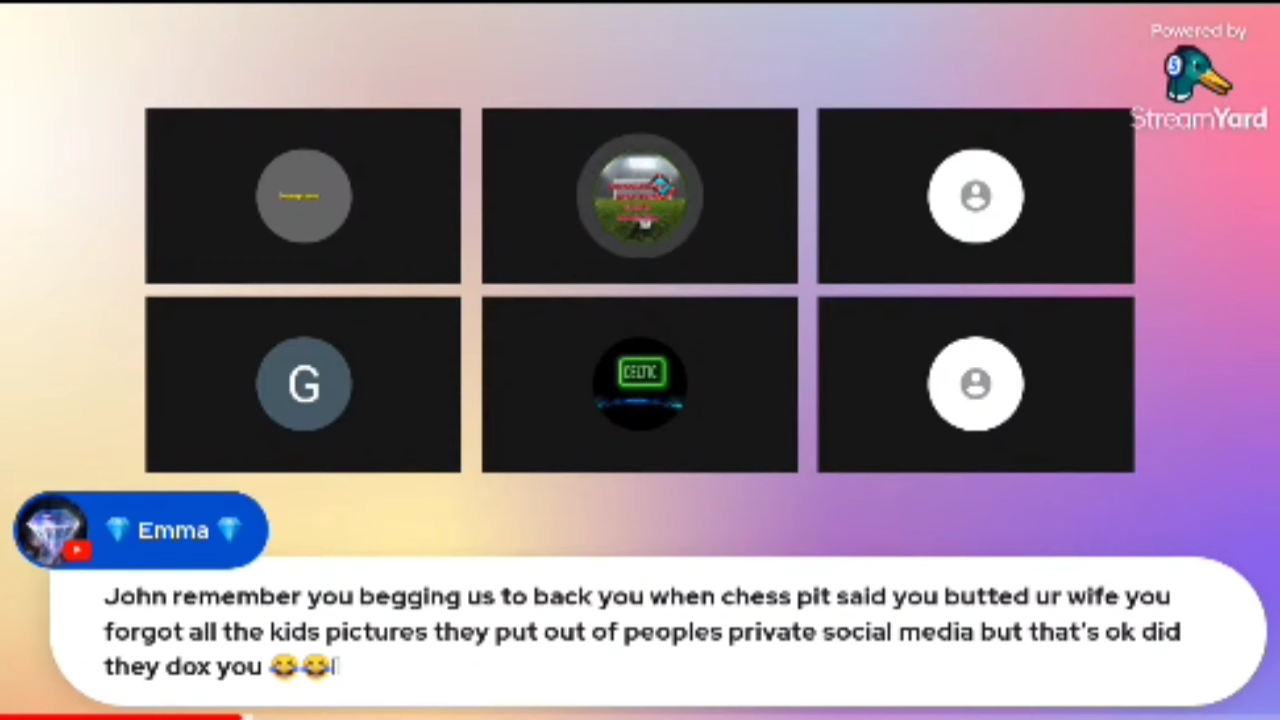 Powered by
StreamYard
G
CELTIC
💎 Emma 💎
John remember you begging us to back you when chess pit said you butted ur wife you
forgot all the kids pictures they put out of peoples private social media but that's ok did
they dox you 😂😂